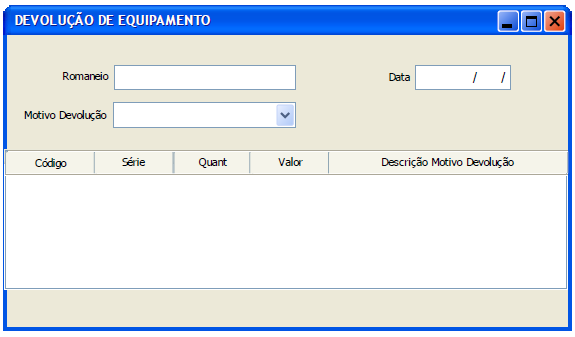 DEVOLUÇÃO DE EQUIPAMENTO
Romaneio Data / /
Motivo Devolução
Código Série Quant Valor Descrição Motivo Devolução